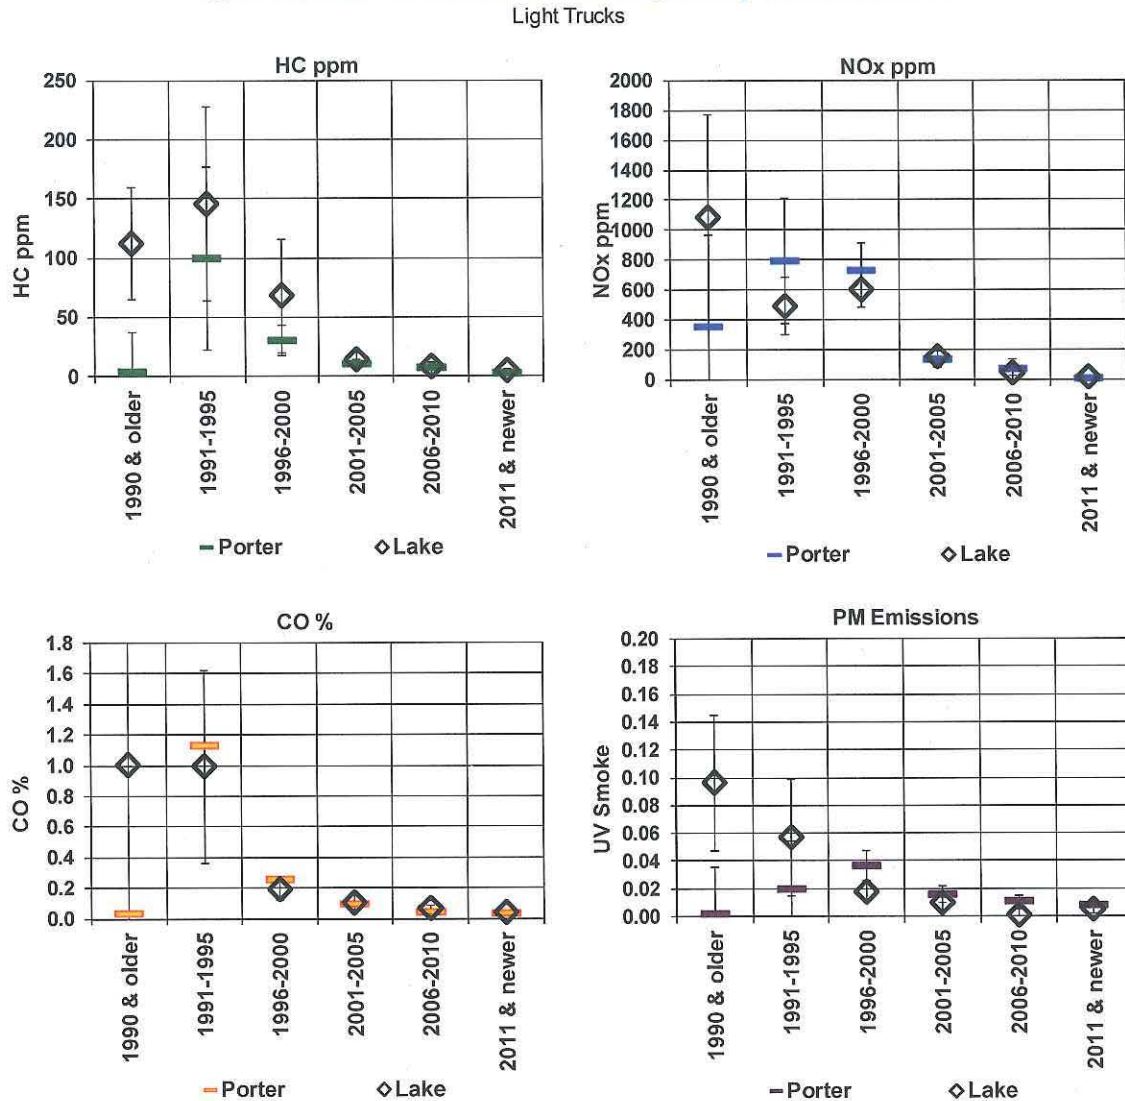 Light Trucks
HC ppm
250
200
150
100
50
0
HC ppm
1990 & older
1991-1995
1996-2000
2001-2005
2006-2010
2011 & newer
Porter
Lake
NOx ppm
2000
1800
1600
1400
1200
1000
800
600
400
200
0
NOx ppm
1990 & older
1991-1995
1996-2000
2001-2005
2006-2010
2011 & newer
Porter
Lake
CO %
1.8
1.6
1.4
1.2
1.0
0.8
0.6
0.4
0.2
0.0
CO %
1990 & older
1991-1995
1996-2000
2001-2005
2006-2010
2011 & newer
Porter
Lake
PM Emissions
0.20
0.18
0.16
0.14
0.12
0.10
0.08
0.06
0.04
0.02
0.00
UV Smoke
1990 & older
1991-1995
1996-2000
2001-2005
2006-2010
2011 & newer
Porter
Lake